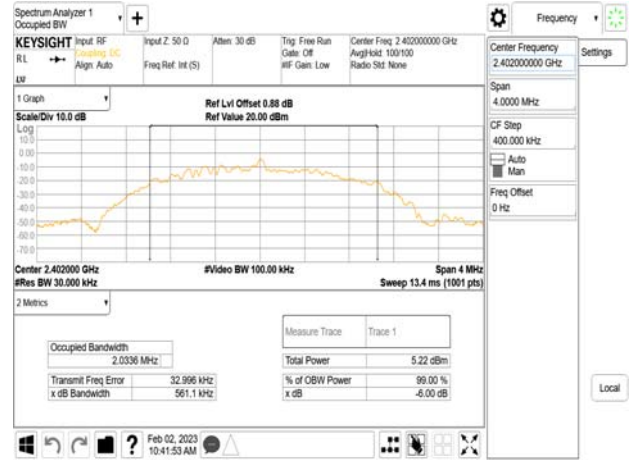 Spectrum Analyzer 1
Occupied BW
Frequency
KEYSIGHT
RL
Input: RF
Coupling: DC
Align: Auto
Input Z: 50 Ω
Freq Ref: Int (S)
Atten: 30 dB
Trig: Free Run
Gate: Off
#IF Gain: Low
Center Freq: 2.402000000 GHz
Avg|Hold: 100/100
Radio Std: None
Center Frequency
2.402000000 GHz
Settings
Span
4.0000 MHz
CF Step
400.000 kHz
Auto
Man
Freq Offset
0 Hz
Local
1 Graph
Scale/Div 10.0 dB
Ref Lvl Offset 0.88 dB
Ref Value 20.00 dBm
Log
10.0
0.00
-10.0
-20.0
-30.0
-40.0
-50.0
-60.0
-70.0
Center 2.402000 GHz
#Res BW 30.000 kHz
#Video BW 100.00 kHz
Span 4 MHz
Sweep 13.4 ms (1001 pts)
2 Metrics
Measure Trace
Trace 1
Occupied Bandwidth
2.0336 MHz
Total Power
5.22 dBm
Transmit Freq Error
32.996 kHz
% of OBW Power
99.00 %
x dB Bandwidth
561.1 kHz
x dB
-6.00 dB
Feb 02, 2023
10:41:53 AM